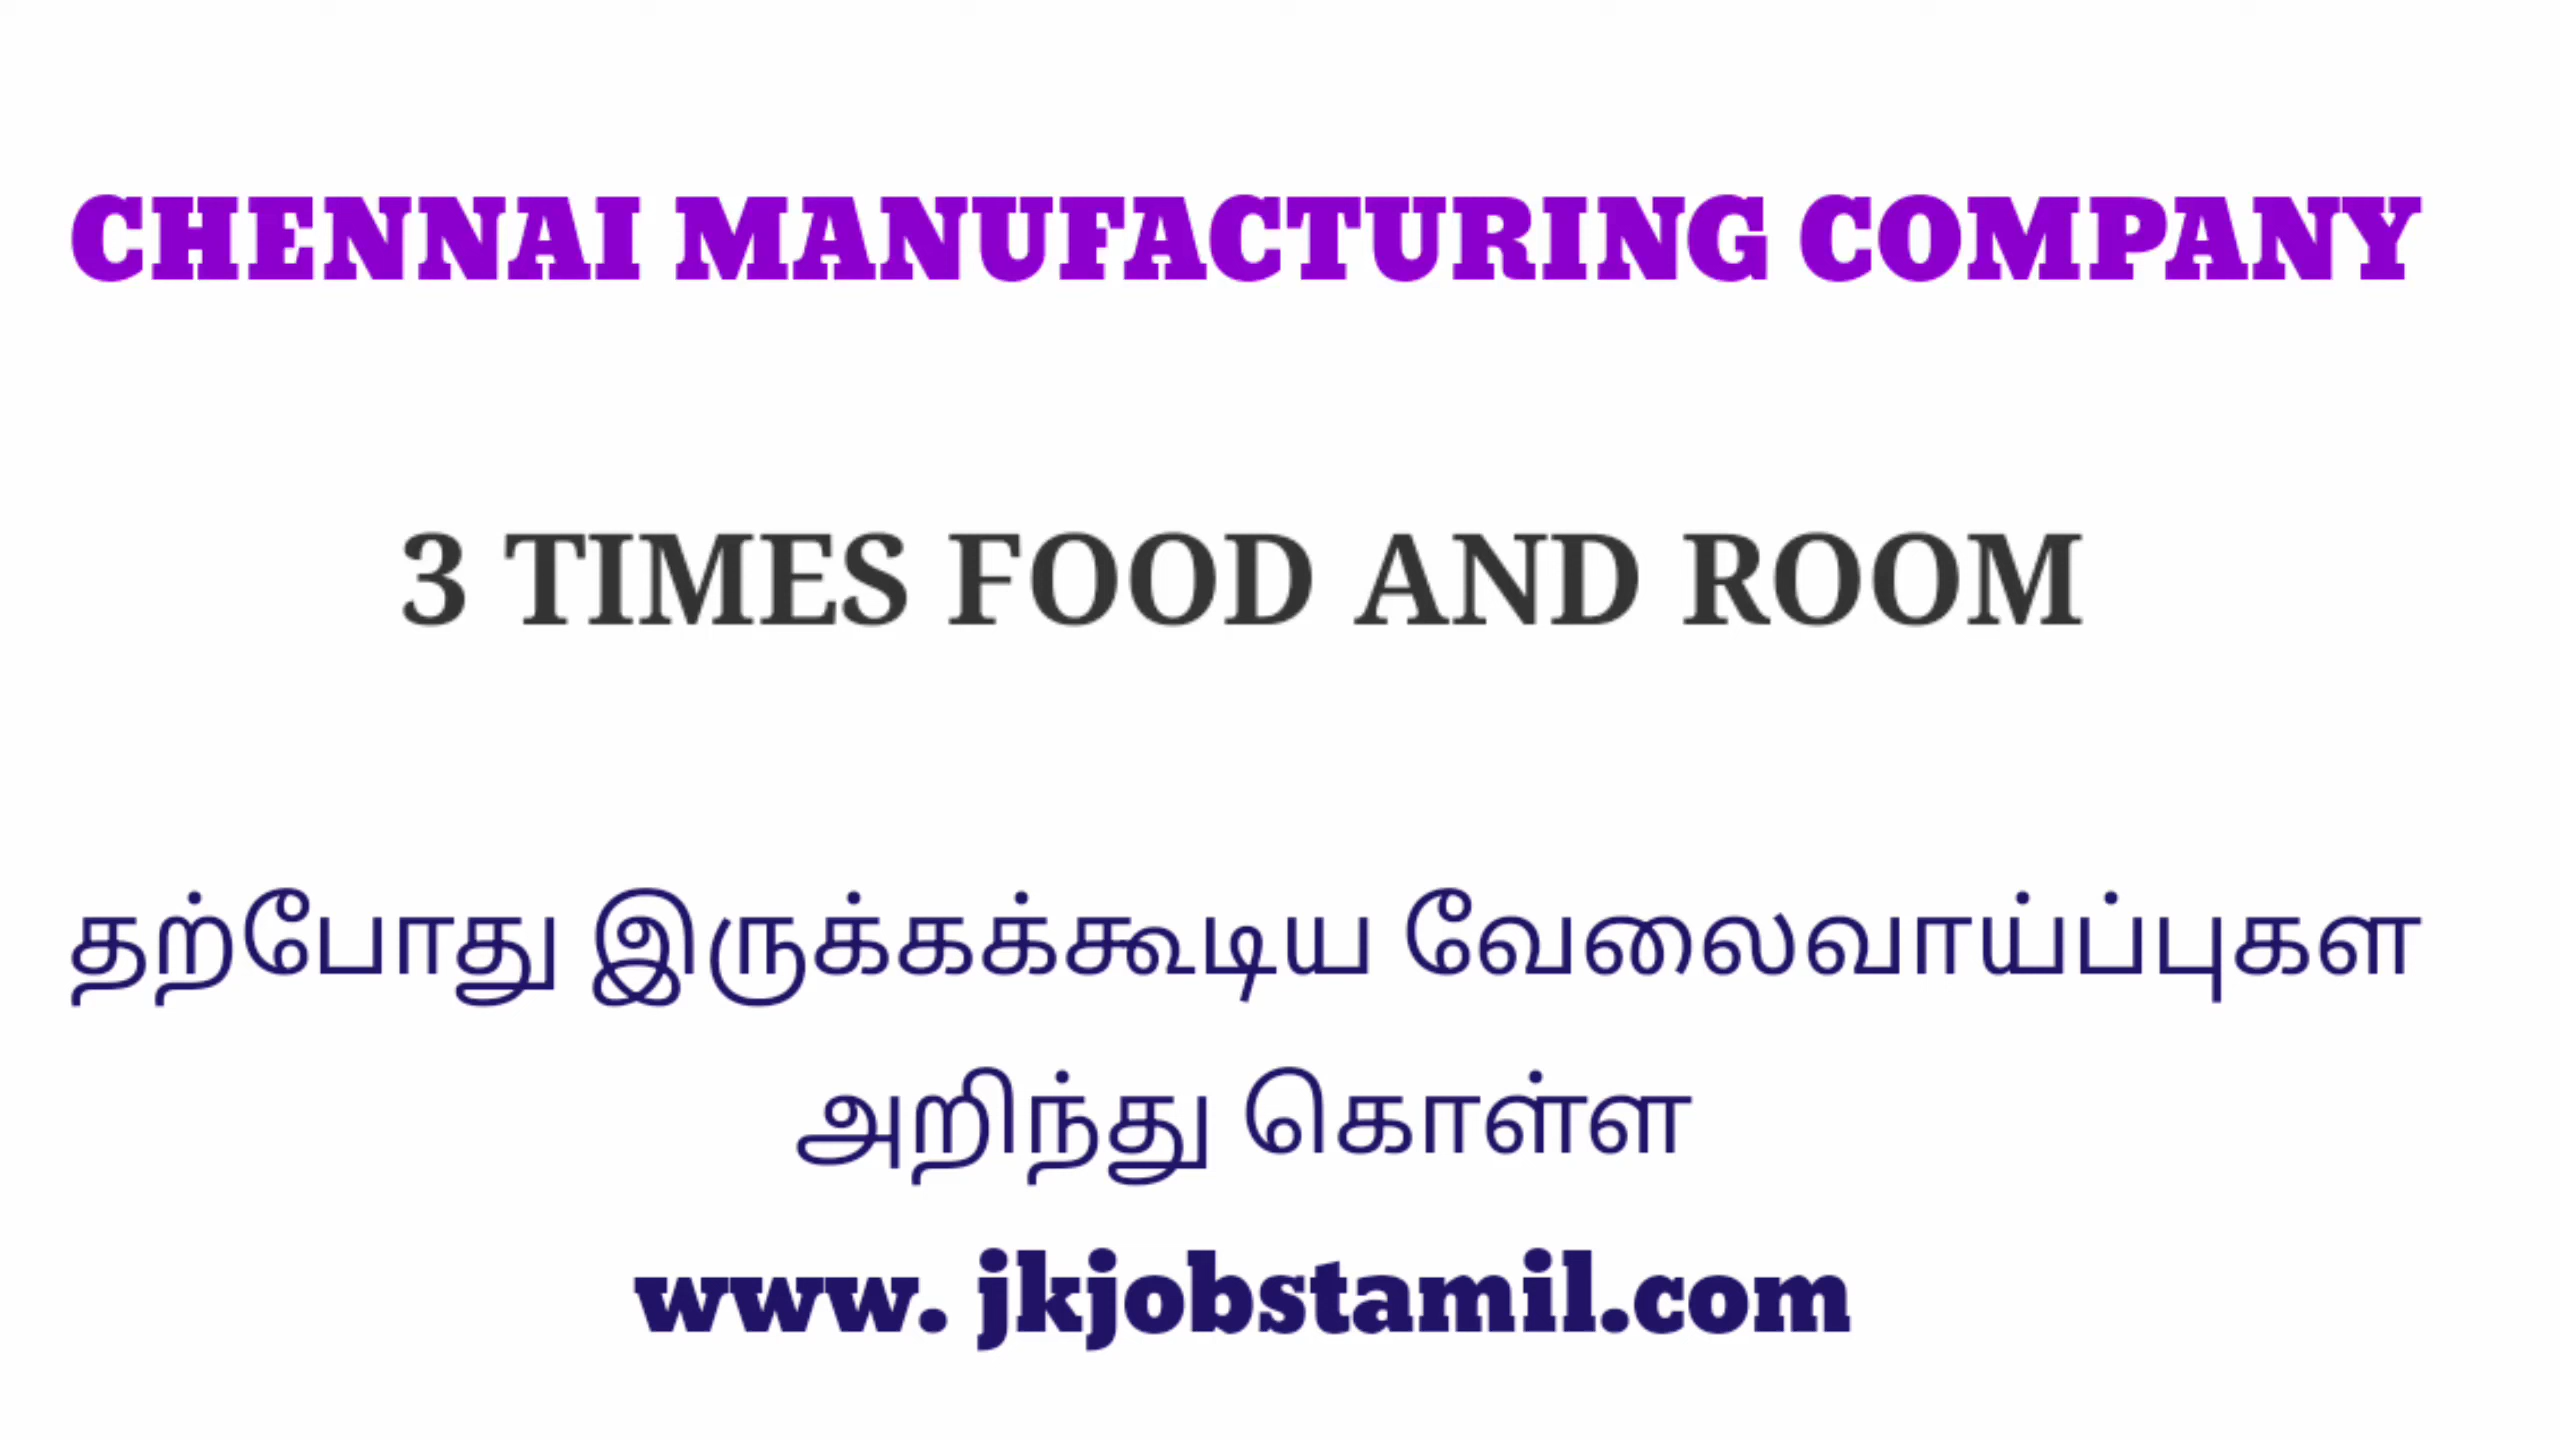 CHENNAI MANUFACTURING COMPANY
3 TIMES FOOD AND ROOM
தற்போது இருக்கக்கூடிய வேலைவாய்ப்புகள
அறிந்து கொள்ள
www. jkjobstamil.com